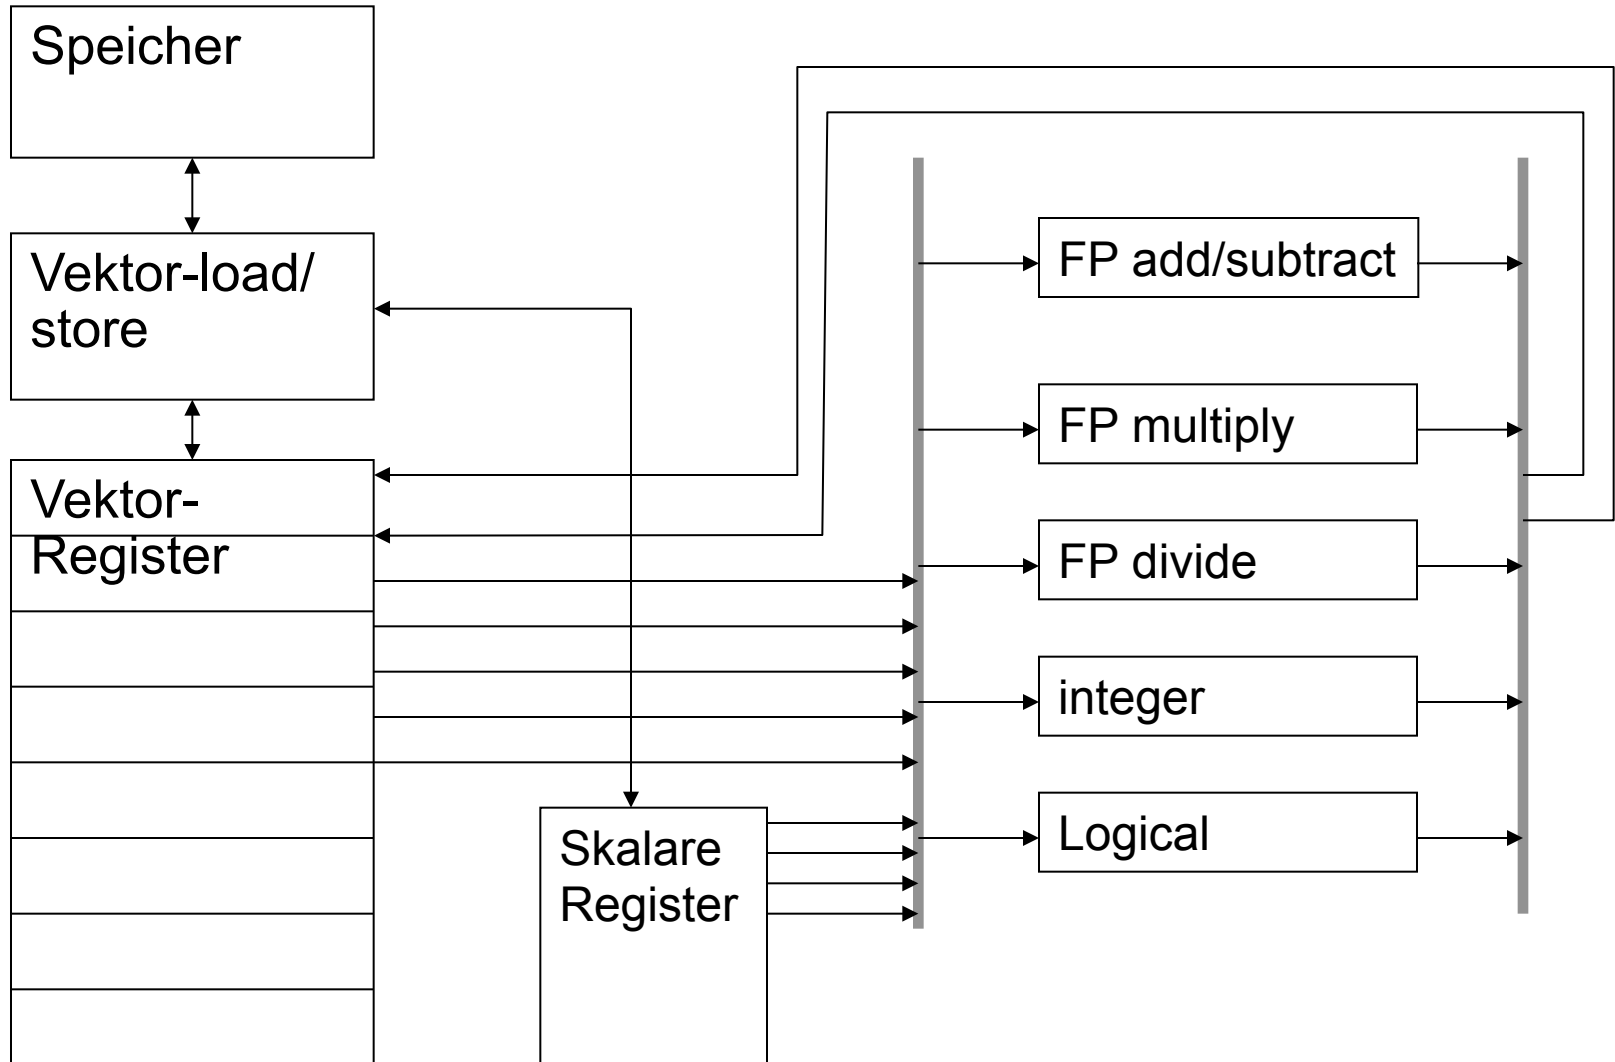 Speicher
Vektor-load/
store
Vektor-
Register
Skalare
Register
FP add/subtract
FP multiply
FP divide
integer
Logical